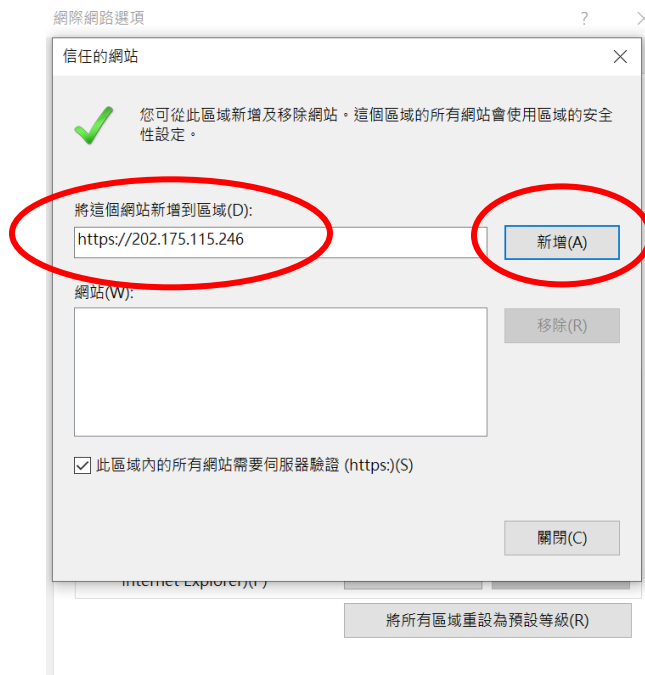 網際網路選項 ?
信任的網站
您可從此區域新增及移除網站。這個區域的所有網站會使用區域的安全
性設定。
將這個網站新增到區域(D):
https://202.175.115.246
新增(A)
網站(W):
移除(R)
此區域內的所有網站需要伺服器驗證 (https:)(S)
關閉(C)
Internet Explorer)(P)
將所有區域重設為預設等級(R)